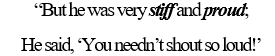 “But he was very stiff and proud;
He said, ‘You needn’t shout so loud!’